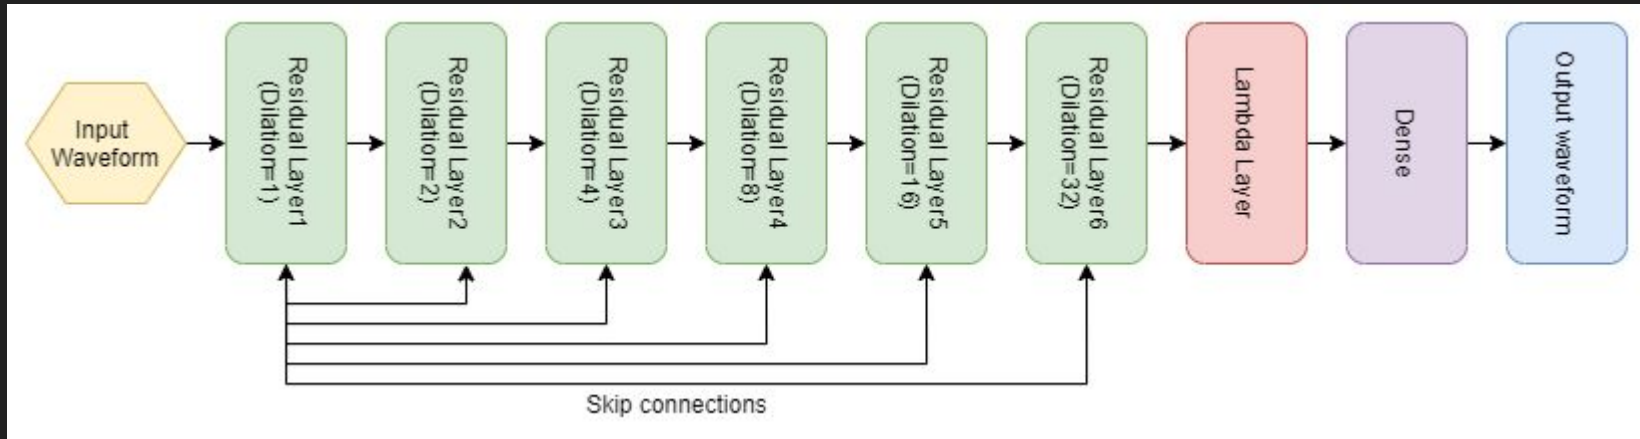 Input
Waveform
Residual Layer1
(Dilation=1)
Residual Layer2
(Dilation=2)
Residual Layer3
(Dilation=4)
Residual Layer4
(Dilation=8)
Residual Layer5
(Dilation=16)
Residual Layer6
(Dilation=32)
Lambda Layer
Dense
Output waveform
Skip connections